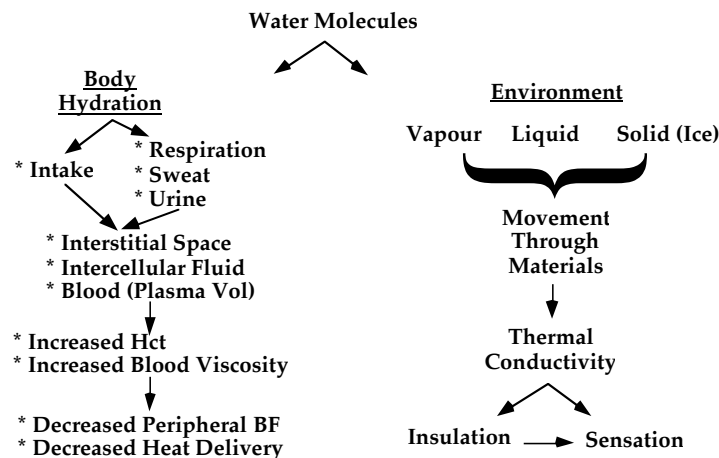 Water Molecules
Body
Hydration
* Intake
* Respiration
* Sweat
* Urine
* Interstitial Space
* Intercellular Fluid
* Blood (Plasma Vol)
* Increased Hct
* Increased Blood Viscosity
* Decreased Peripheral BF
* Decreased Heat Delivery
Environment
Vapour Liquid Solid (Ice)
Movement
Through
Materials
Thermal
Conductivity
Insulation Sensation